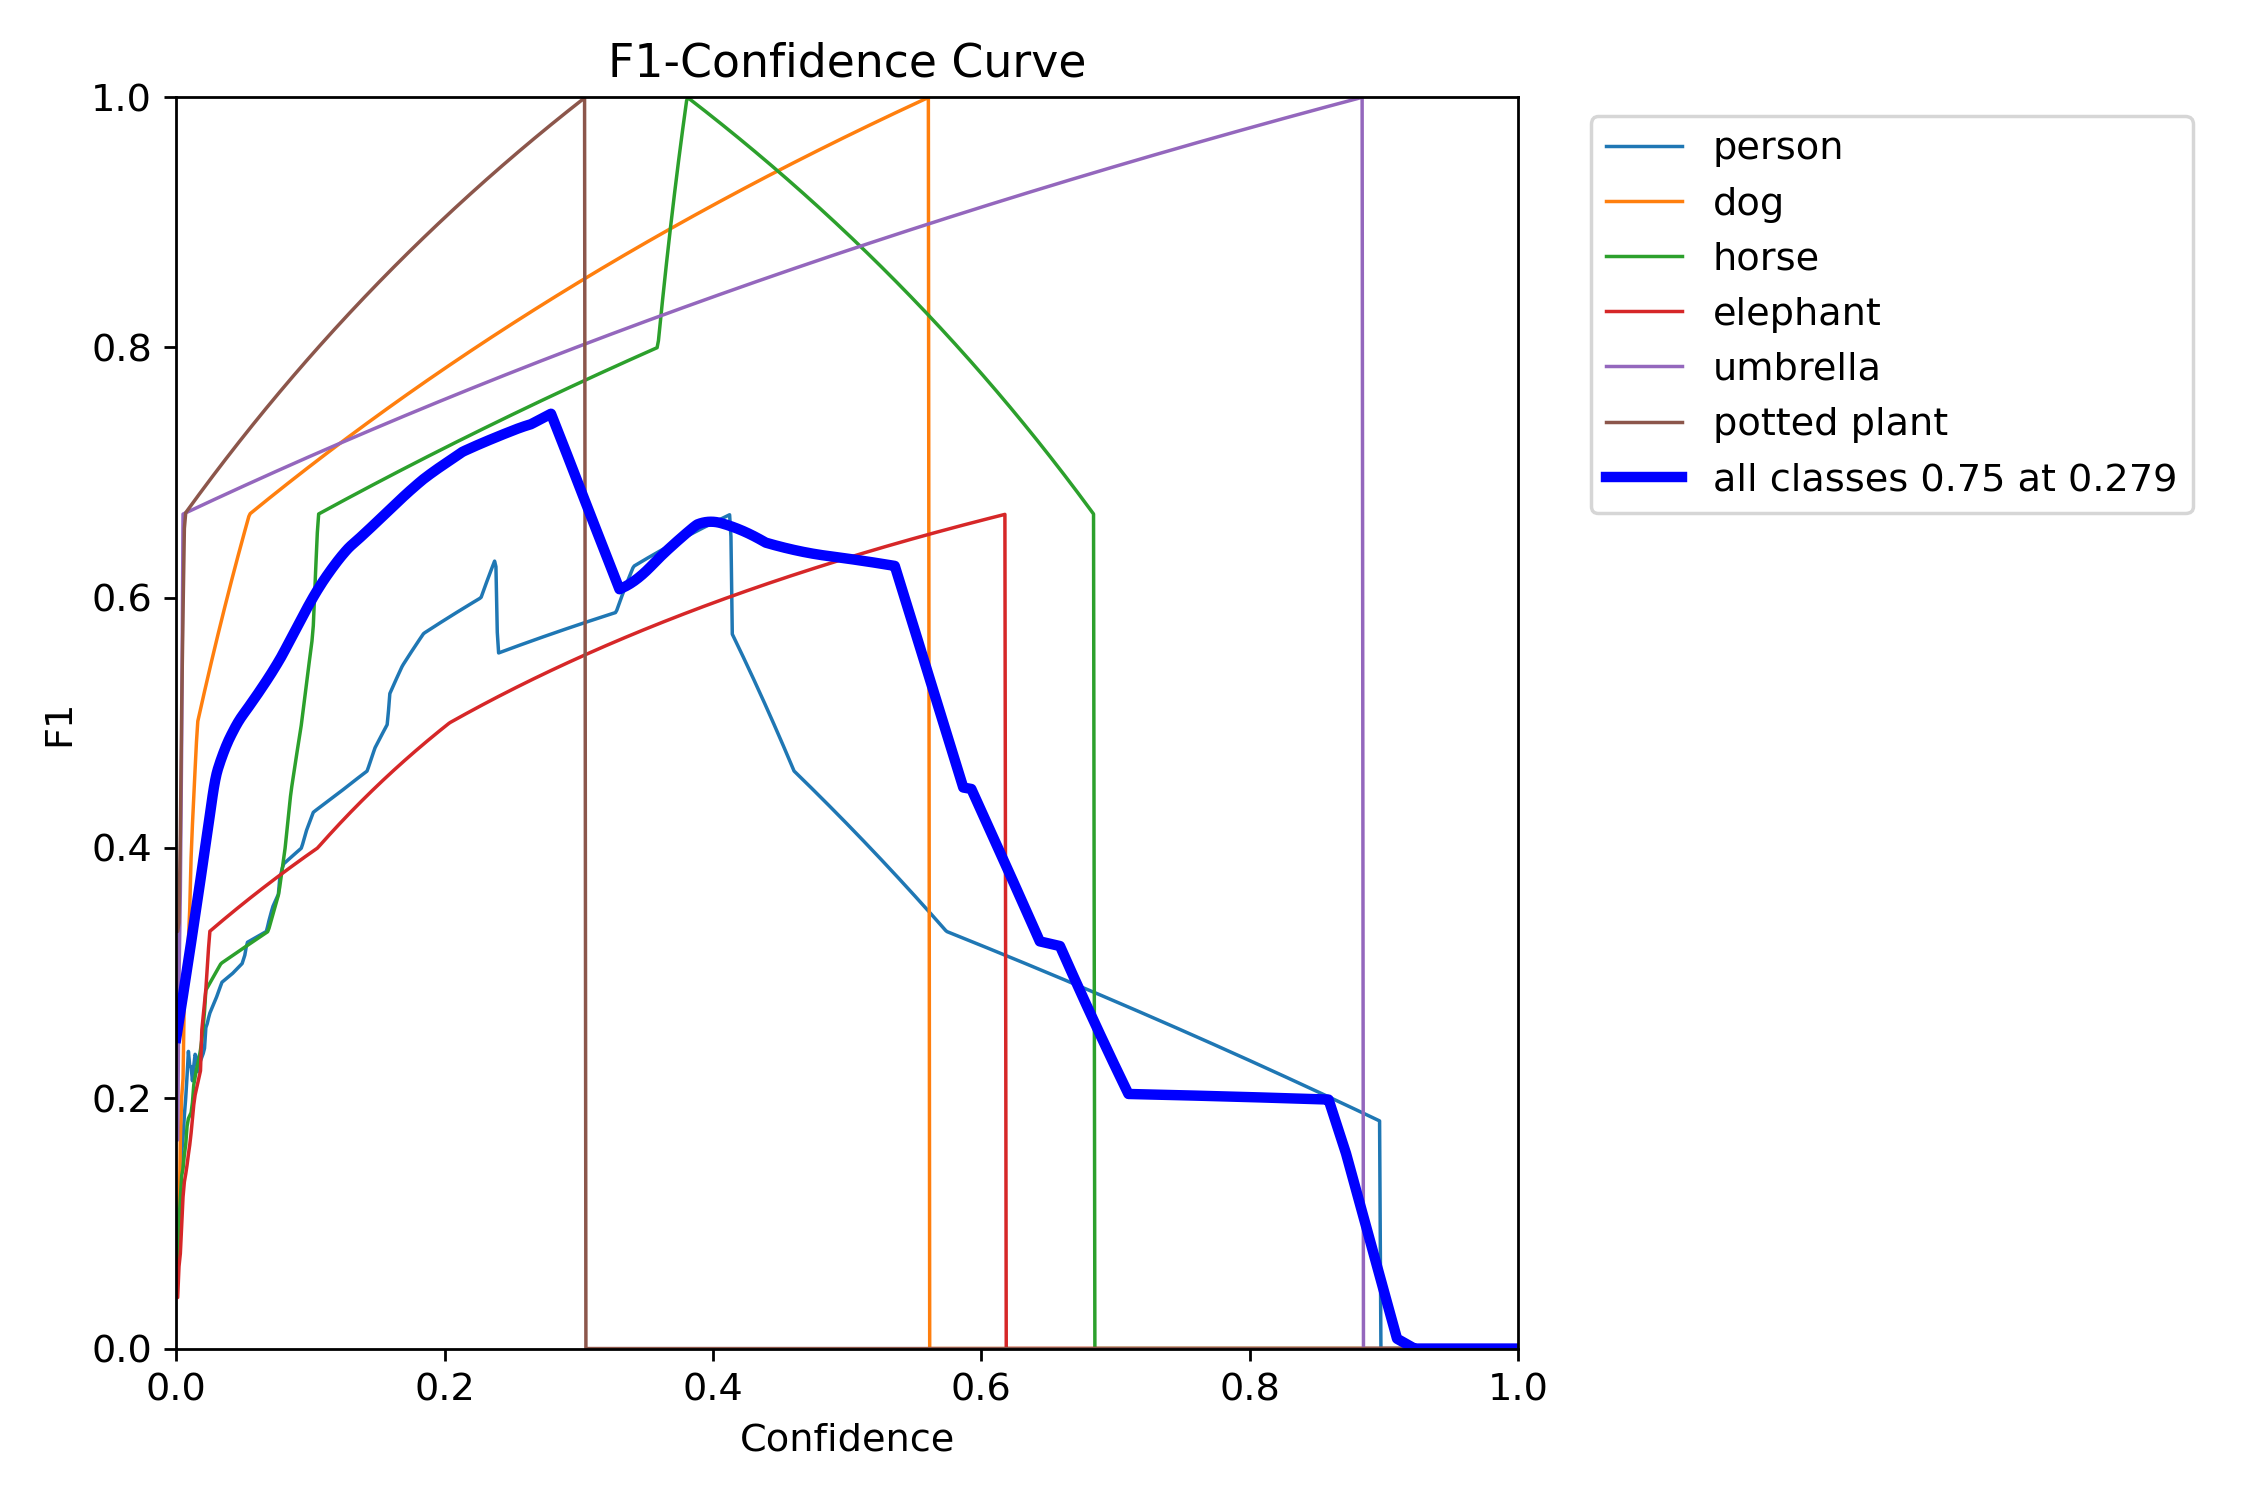 F1-Confidence Curve
1.0
0.8
0.6
0.4
0.2
0.0
F1
0.0 0.2 0.4 0.6 0.8 1.0
Confidence
person
dog
horse
elephant
umbrella
potted plant
all classes 0.75 at 0.279